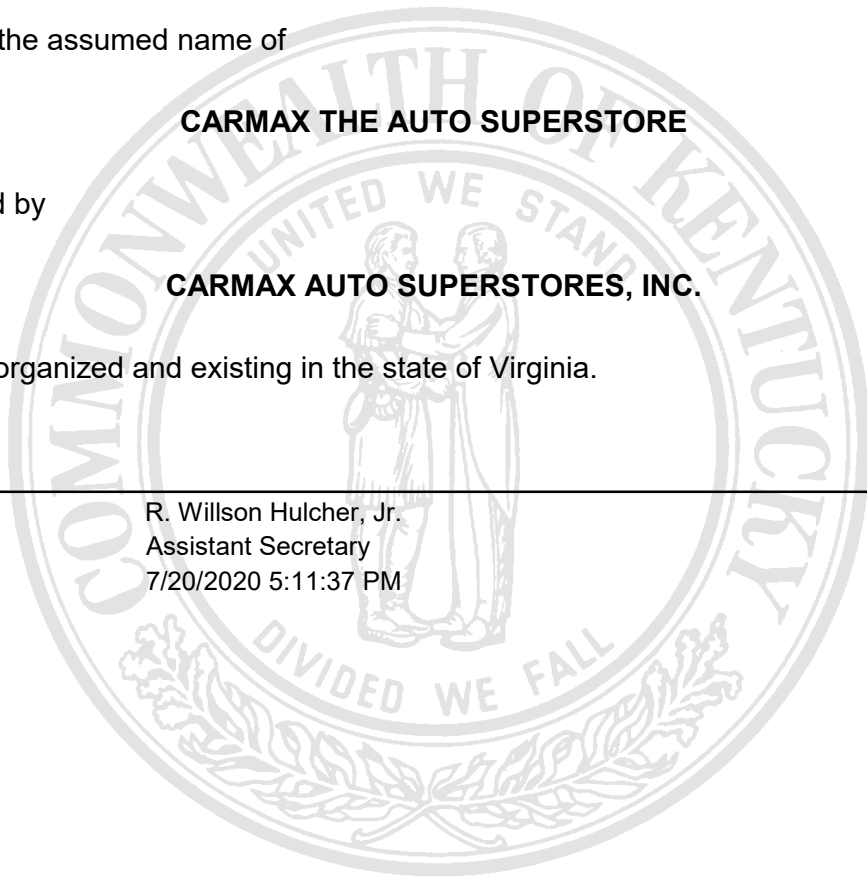 the assumed name of
CARMAX THE AUTO SUPERSTORE
d by
CARMAX AUTO SUPERSTORES, INC.
organized and existing in the state of Virginia.
R. Willson Hulcher, Jr.
Assistant Secretary
7/20/2020 5:11:37 PM
COMMONWEALTH OF KENTUCKY
UNITED WE STAND
DIVIDED WE FALL